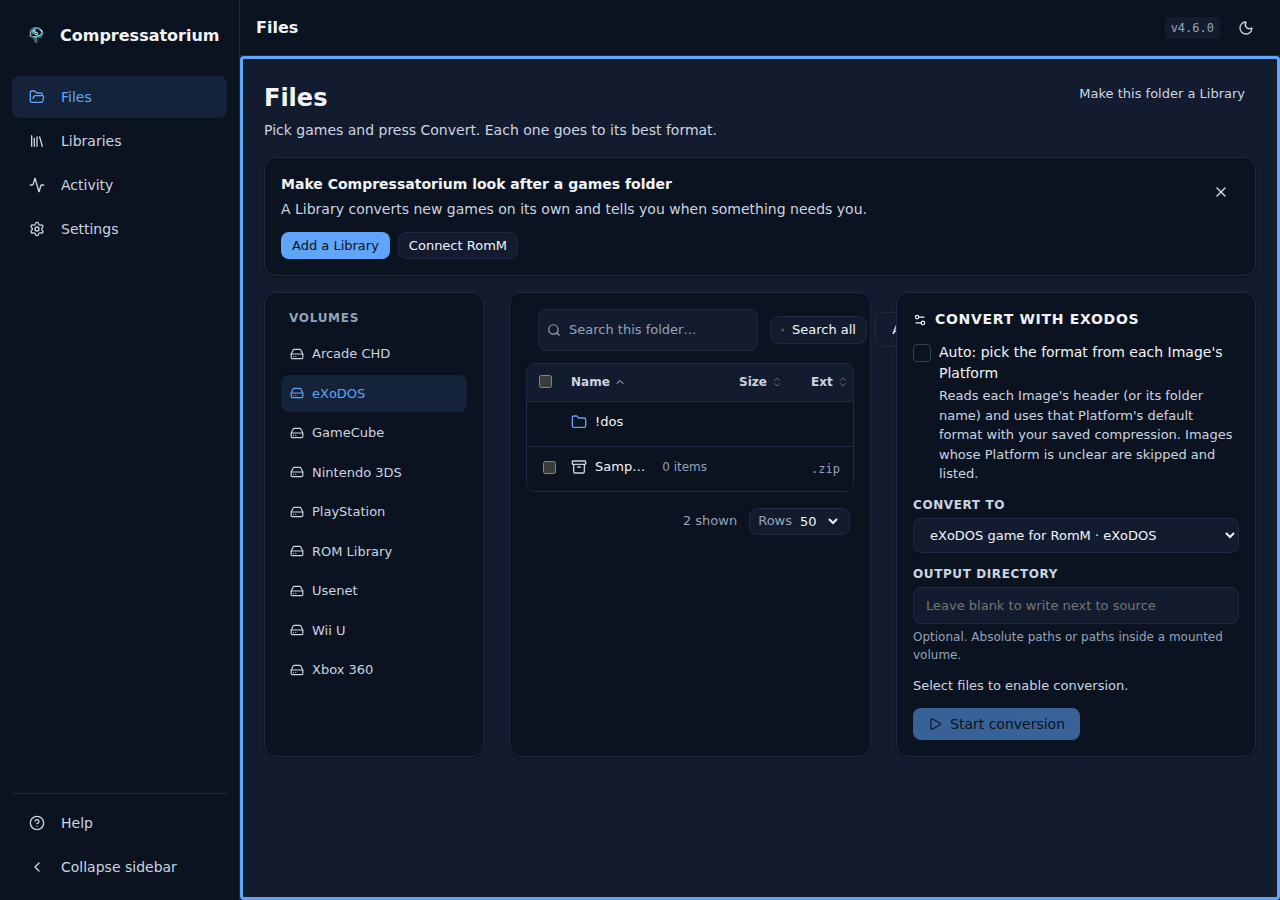 Compressatorium
Files
Libraries
Activity
Settings
Help
Collapse sidebar
Files
v4.6.0
Files
Make this folder a Library
Pick games and press Convert. Each one goes to its best format.
Make Compressatorium look after a games folder
A Library converts new games on its own and tells you when something needs you.
Add a Library
Connect RomM
VOLUMES
Arcade CHD
eXoDOS
GameCube
Nintendo 3DS
PlayStation
ROM Library
Usenet
Wii U
Xbox 360
Search this folder…
Search all
Name
Size
Ext
!dos
Samp…
0 items
.zip
2 shown
Rows
50
CONVERT WITH EXODOS
Auto: pick the format from each Image's
Platform
Reads each Image's header (or its folder
name) and uses that Platform's default
format with your saved compression. Images
whose Platform is unclear are skipped and
listed.
CONVERT TO
eXoDOS game for RomM · eXoDOS
OUTPUT DIRECTORY
Leave blank to write next to source
Optional. Absolute paths or paths inside a mounted
volume.
Select files to enable conversion.
Start conversion